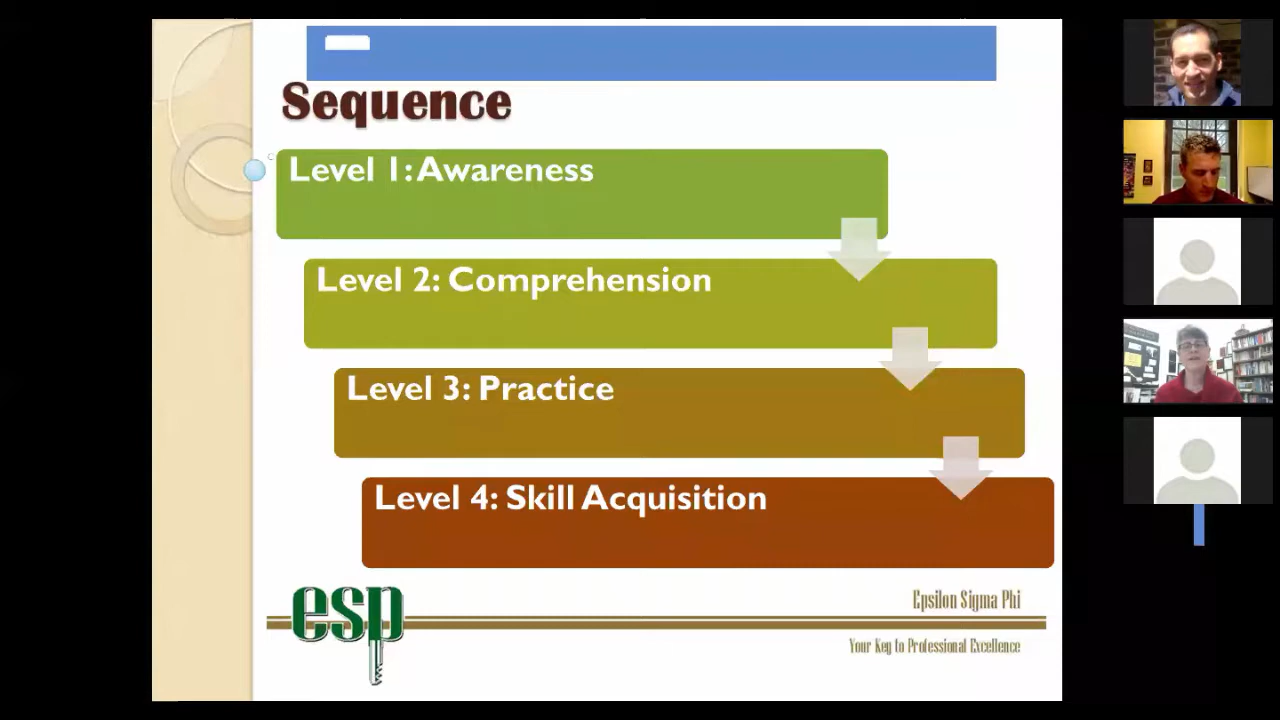 Sequence
Level 1: Awareness
Level 2: Comprehension
Level 3: Practice
Level 4: Skill Acquisition
esp
Epsilon Sigma Phi
Your Key to Professional Excellence